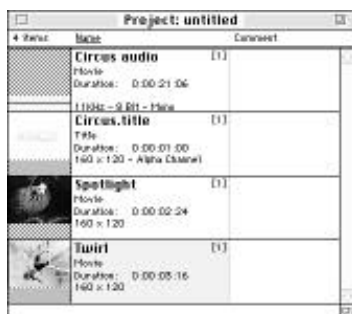 Project: untitled
4 items Name Comment
Circus audio [1]
Movie
Duration: 0:00:21:06
11KHz - 8 Bit - Mono
Circus.title [1]
Title
Duration: 0:00:01:00
160 x 120 - Alpha Channel
Spotlight [1]
Movie
Duration: 0:00:02:24
160 x 120
Twirl [1]
Movie
Duration: 0:00:05:16
160 x 120